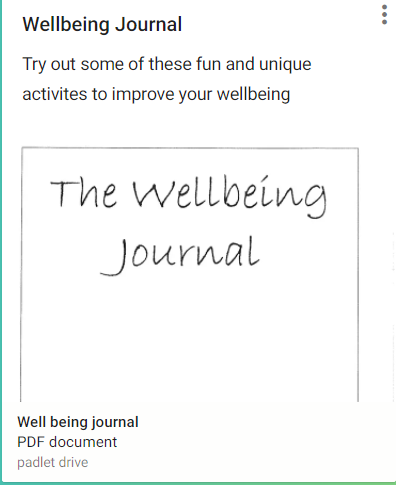 Wellbeing Journal
Try out some of these fun and unique
activites to improve your wellbeing
The Wellbeing
Journal
Well being journal
PDF document
padlet drive